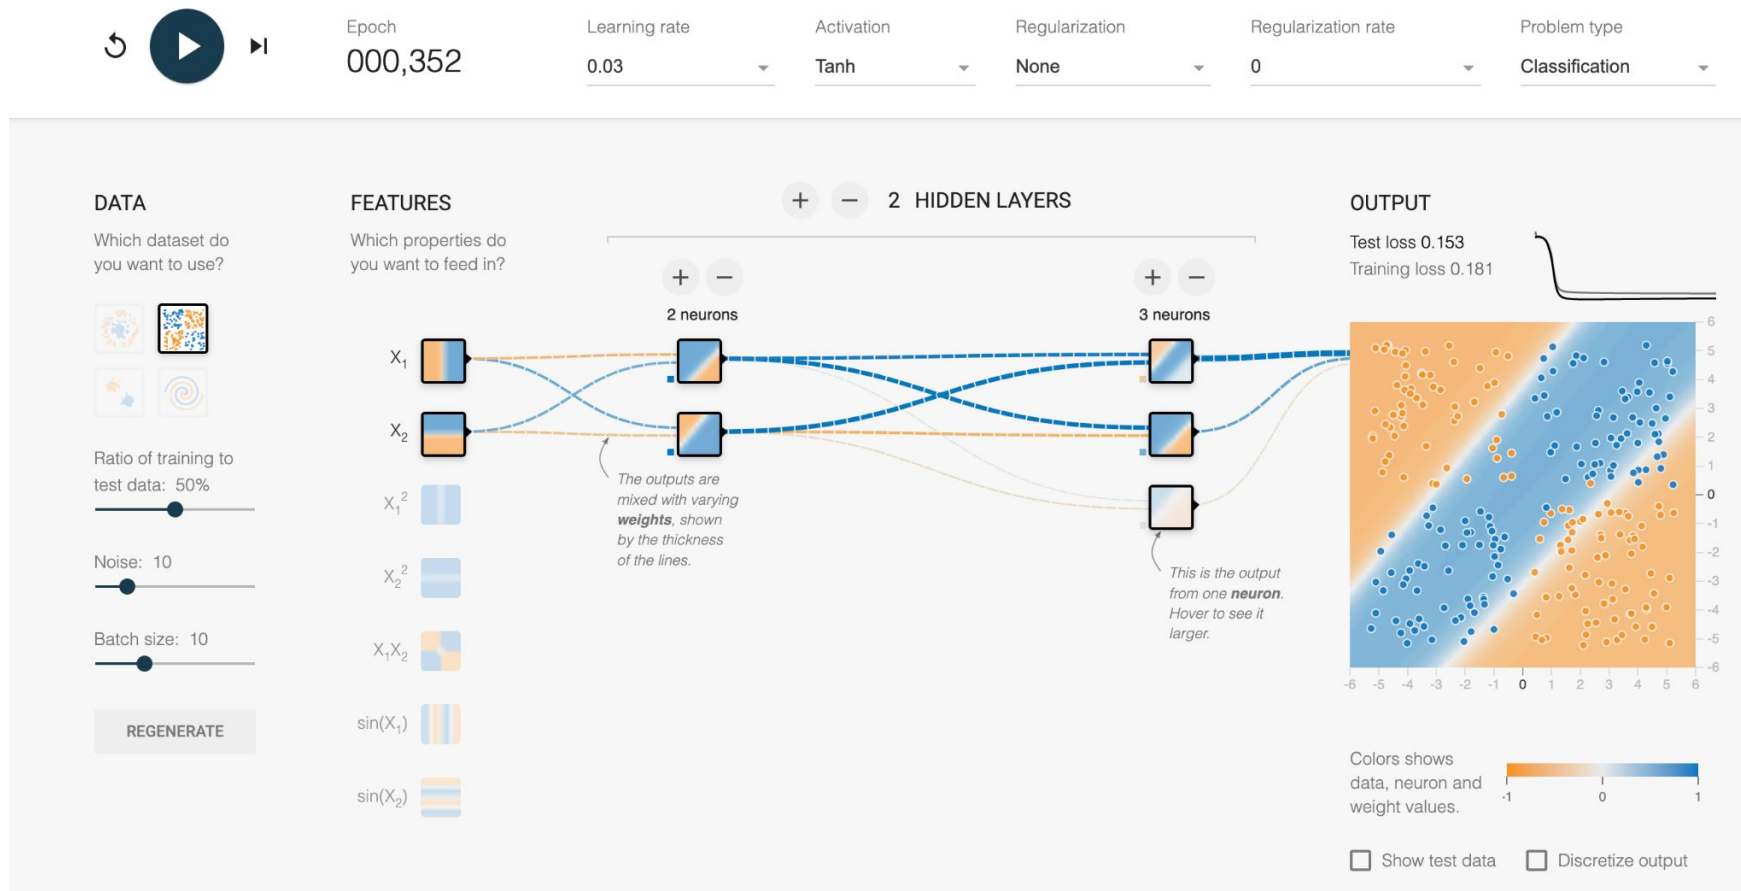 Epoch
000,352
Learning rate
0.03
Activation
Tanh
Regularization
None
Regularization rate
0
Problem type
Classification
DATA
Which dataset do
you want to use?
Ratio of training to
test data: 50%
Noise: 10
Batch size: 10
REGENERATE
FEATURES
Which properties do
you want to feed in?
X1
X2
X1²
X2²
X1X2
sin(X1)
sin(X2)
+ − 2 HIDDEN LAYERS
+ −
2 neurons
+ −
3 neurons
The outputs are
mixed with varying
weights, shown
by the thickness
of the lines.
This is the output
from one neuron.
Hover to see it
larger.
OUTPUT
Test loss 0.153
Training loss 0.181
6
5
4
3
2
1
0
-1
-2
-3
-4
-5
-6
-6 -5 -4 -3 -2 -1 0 1 2 3 4 5 6
Colors shows
data, neuron and
weight values.
-1 0 1
Show test data
Discretize output